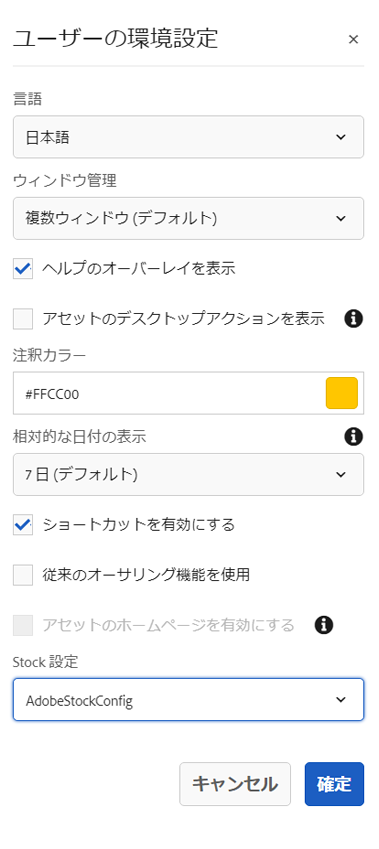 ユーザーの環境設定
言語
日本語
ウィンドウ管理
複数ウィンドウ (デフォルト)
ヘルプのオーバーレイを表示
アセットのデスクトップアクションを表示
注釈カラー
#FFCC00
相対的な日付の表示
7 日 (デフォルト)
ショートカットを有効にする
従来のオーサリング機能を使用
アセットのホームページを有効にする
Stock 設定
AdobeStockConfig
キャンセル 確定